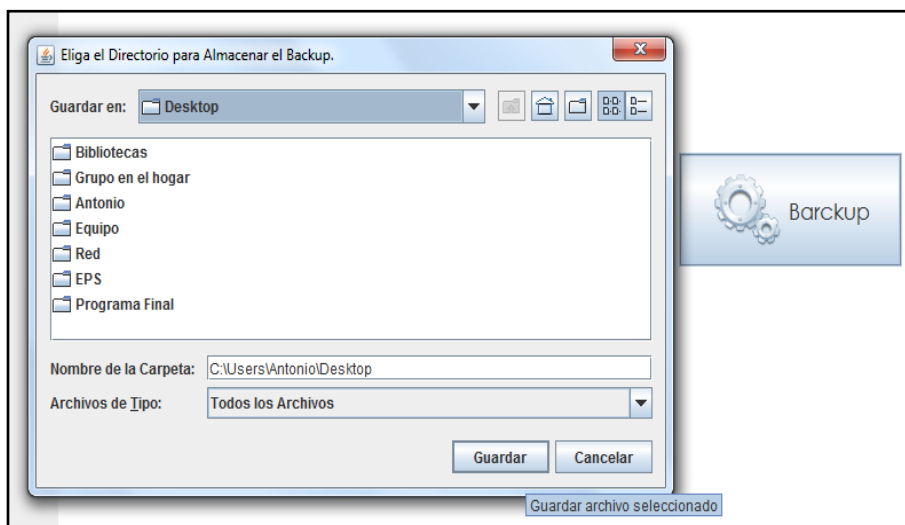 Eliga el Directorio para Almacenar el Backup.
Guardar en: Desktop
Bibliotecas
Grupo en el hogar
Antonio
Equipo
Red
EPS
Programa Final
Barckup
Nombre de la Carpeta: C:\Users\Antonio\Desktop
Archivos de Tipo: Todos los Archivos
Guardar Cancelar
Guardar archivo seleccionado